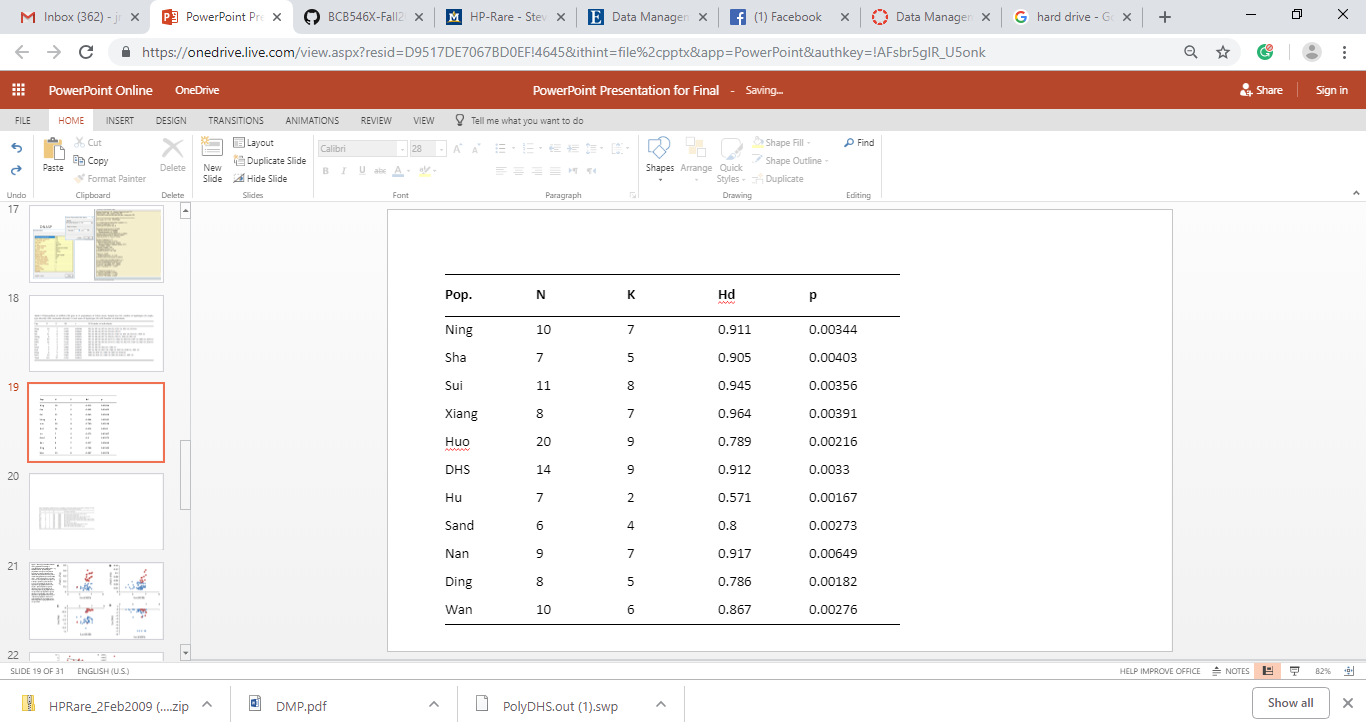 Inbox (362) - jr
PowerPoint Pre
BCB546X-Fall2
HP-Rare - Stev
Data Managem
(1) Facebook
Data Managem
hard drive - Go
https://onedrive.live.com/view.aspx?resid=D9517DE7067BD0EF!4645&ithint=file%2cpptx&app=PowerPoint&authkey=!AFsbr5gIR_U5onk
PowerPoint Online OneDrive PowerPoint Presentation for Final - Saving... Share Sign in
FILE HOME INSERT DESIGN TRANSITIONS ANIMATIONS REVIEW VIEW Tell me what you want to do
Undo
Paste
Cut
Copy
Format Painter
Clipboard
Delete
Delete
New Slide
Layout
Duplicate Slide
Hide Slide
Slides
Calibri 28
B I U abc A
Font
Paragraph
Shapes
Arrange
Quick Styles
Shape Fill
Shape Outline
Duplicate
Drawing
Find
Editing
17
18
19
20
21
22
Pop. N K Hd p
Ning 10 7 0.911 0.00344
Sha 7 5 0.905 0.00403
Sui 11 8 0.945 0.00356
Xiang 8 7 0.964 0.00391
Huo 20 9 0.789 0.00216
DHS 14 9 0.912 0.0033
Hu 7 2 0.571 0.00167
Sand 6 4 0.8 0.00273
Nan 9 7 0.917 0.00649
Ding 8 5 0.786 0.00182
Wan 10 6 0.867 0.00276
SLIDE 19 OF 31 ENGLISH (U.S.) HELP IMPROVE OFFICE NOTES 82%
HPRare_2Feb2009 (....zip
DMP.pdf
PolyDHS.out (1).swp
Show all